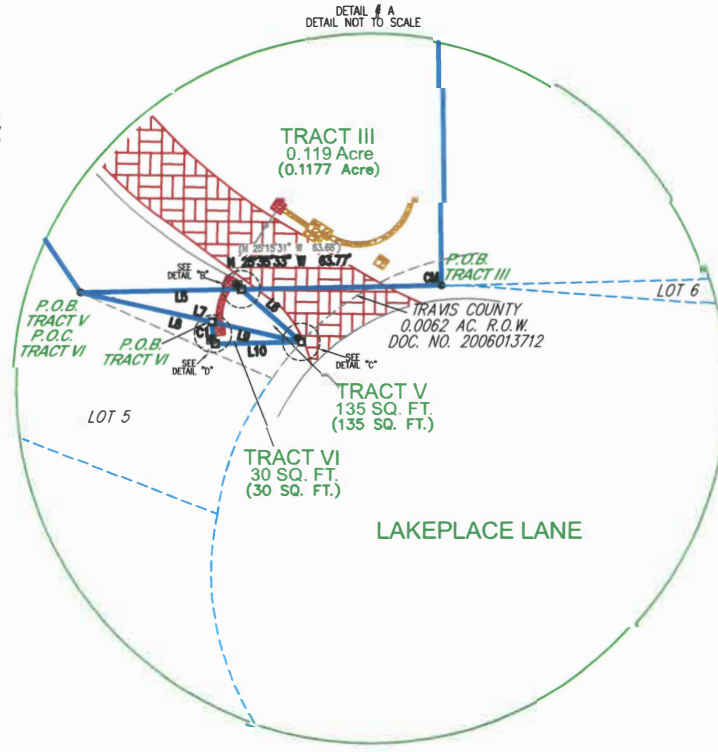 DETAIL # A
DETAIL NOT TO SCALE
TRACT III
0.119 Acre
(0.1177 Acre)
(N 25°15'31" W 63.68')
N 25°35'33" W 63.77'
SEE
DETAIL "B"
P.O.B.
TRACT III
CM
LOT 6
L5
L6
TRAVIS COUNTY
0.0062 AC. R.O.W.
DOC. NO. 2006013712
P.O.B.
TRACT V
P.O.C.
TRACT VI
L7
L8
C1
L9
L10
P.O.B.
TRACT VI
SEE
DETAIL "D"
SEE
DETAIL "C"
LOT 5
TRACT V
135 SQ. FT.
(135 SQ. FT.)
TRACT VI
30 SQ. FT.
(30 SQ. FT.)
LAKEPLACE LANE